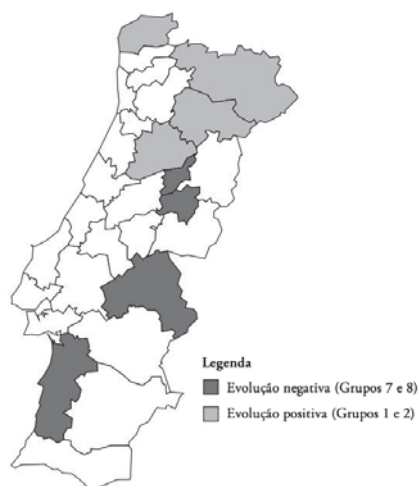 Legenda
Evolução negativa (Grupos 7 e 8)
Evolução positiva (Grupos 1 e 2)